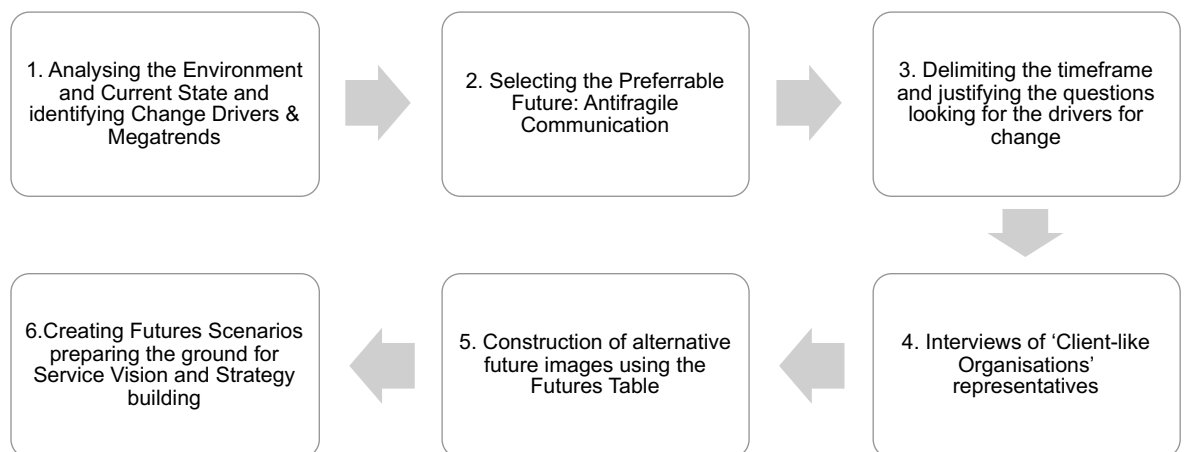 1. Analysing the Environment
and Current State and
identifying Change Drivers &
Megatrends
2. Selecting the Preferrable
Future: Antifragile
Communication
3. Delimiting the timeframe
and justifying the questions
looking for the drivers for
change
4. Interviews of ‘Client-like
Organisations’
representatives
5. Construction of alternative
future images using the
Futures Table
6.Creating Futures Scenarios
preparing the ground for
Service Vision and Strategy
building